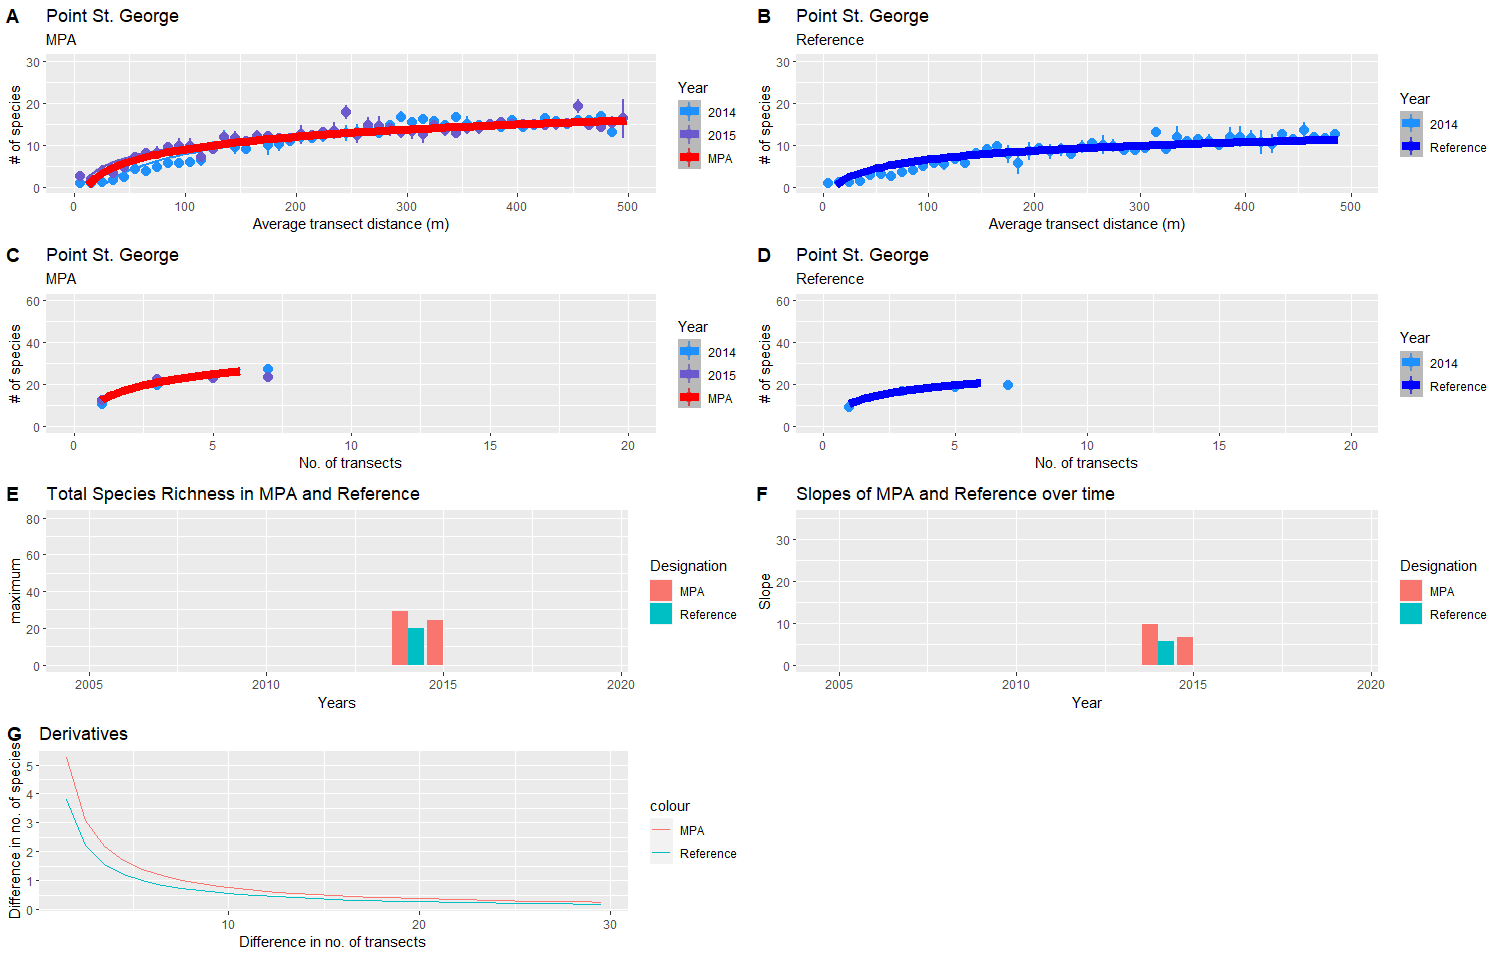 A Point St. George
MPA
# of species
30
20
10
0
0 100 200 300 400 500
Average transect distance (m)
Year
2014
2015
MPA
B Point St. George
Reference
# of species
30
20
10
0
0 100 200 300 400 500
Average transect distance (m)
Year
2014
Reference
C Point St. George
MPA
# of species
60
40
20
0
0 5 10 15 20
No. of transects
Year
2014
2015
MPA
D Point St. George
Reference
# of species
60
40
20
0
0 5 10 15 20
No. of transects
Year
2014
Reference
E Total Species Richness in MPA and Reference
maximum
80
60
40
20
0
2005 2010 2015 2020
Years
Designation
MPA
Reference
F Slopes of MPA and Reference over time
Slope
30
20
10
0
2005 2010 2015 2020
Year
Designation
MPA
Reference
G Derivatives
Difference in no. of species
5
4
3
2
1
0
10 20 30
Difference in no. of transects
colour
MPA
Reference